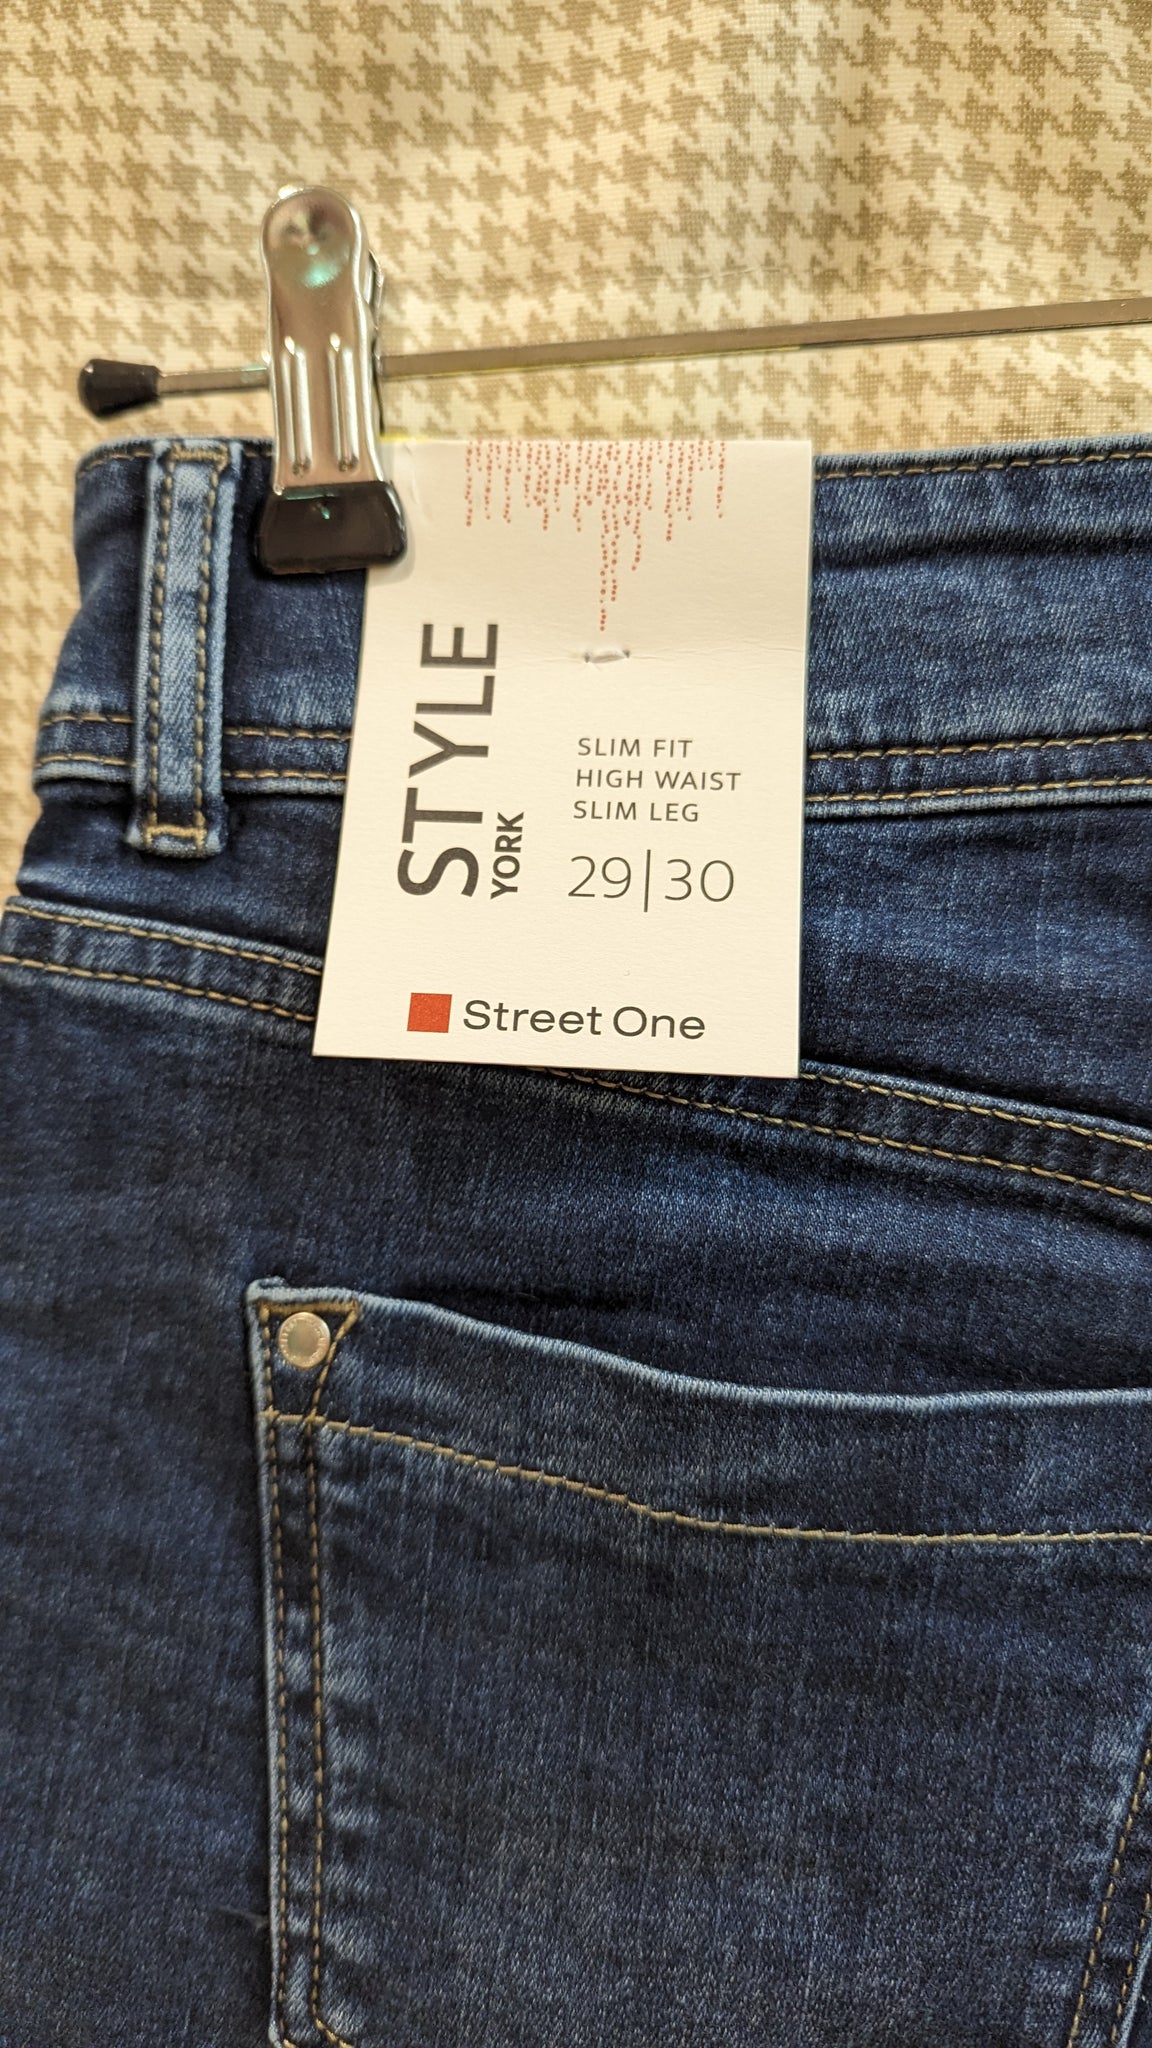 STYLE
YORK
SLIM FIT
HIGH WAIST
SLIM LEG
29|30
Street One